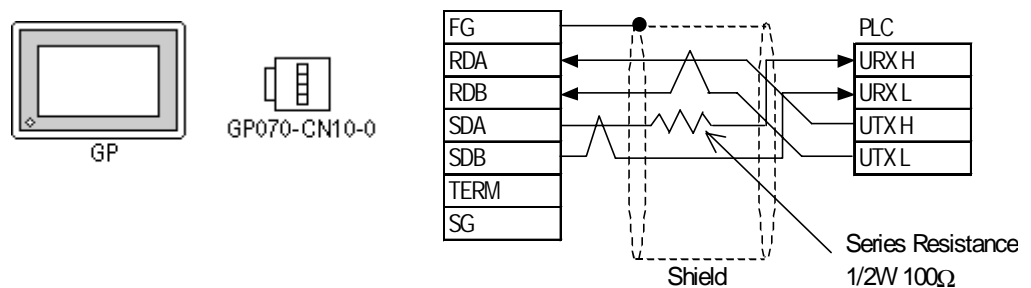 GP
GP070-CN10-0
FG
RDA
RDB
SDA
SDB
TERM
SG
PLC
URX H
URX L
UTX H
UTX L
Series Resistance
1/2W 100Ω
Shield